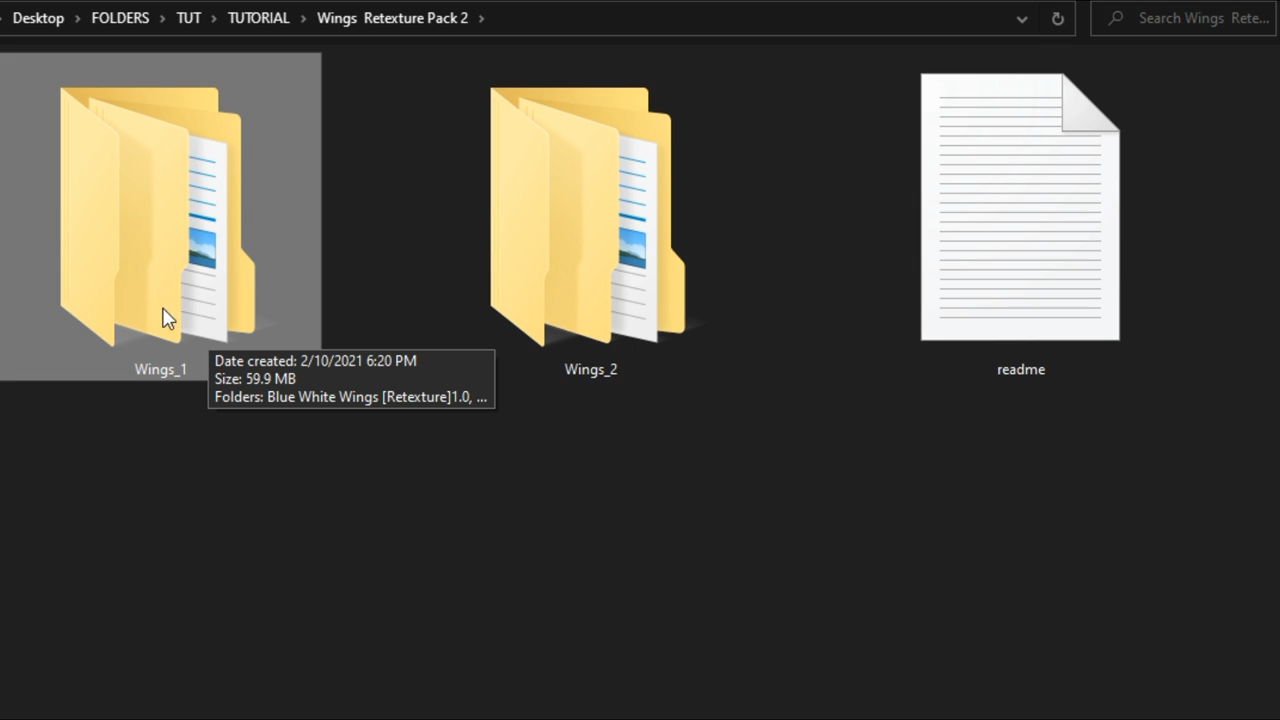 Desktop > FOLDERS > TUT > TUTORIAL > Wings Retexture Pack 2 >
Search Wings Rete...
Wings_1
Wings_2
readme
Date created: 2/10/2021 6:20 PM
Size: 59.9 MB
Folders: Blue White Wings [Retexture]1.0, ...